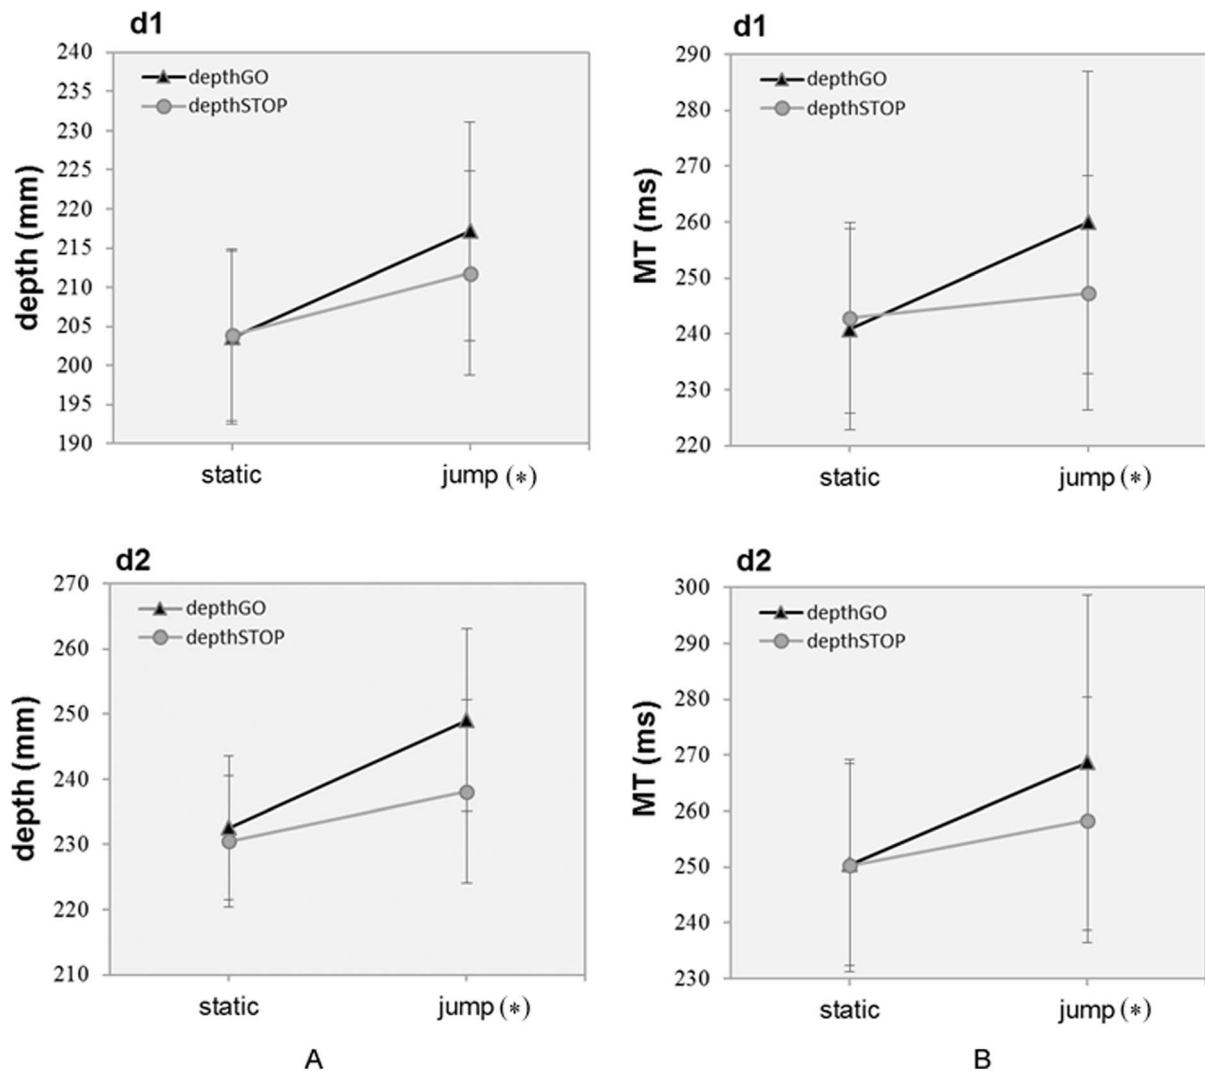 d1
depth (mm)
240
235
230
225
220
215
210
205
200
195
190
depthGO
depthSTOP
static
jump (*)
d1
MT (ms)
290
280
270
260
250
240
230
220
depthGO
depthSTOP
static
jump (*)
d2
depth (mm)
270
260
250
240
230
220
210
depthGO
depthSTOP
static
jump (*)
A
d2
MT (ms)
300
290
280
270
260
250
240
230
depthGO
depthSTOP
static
jump (*)
B